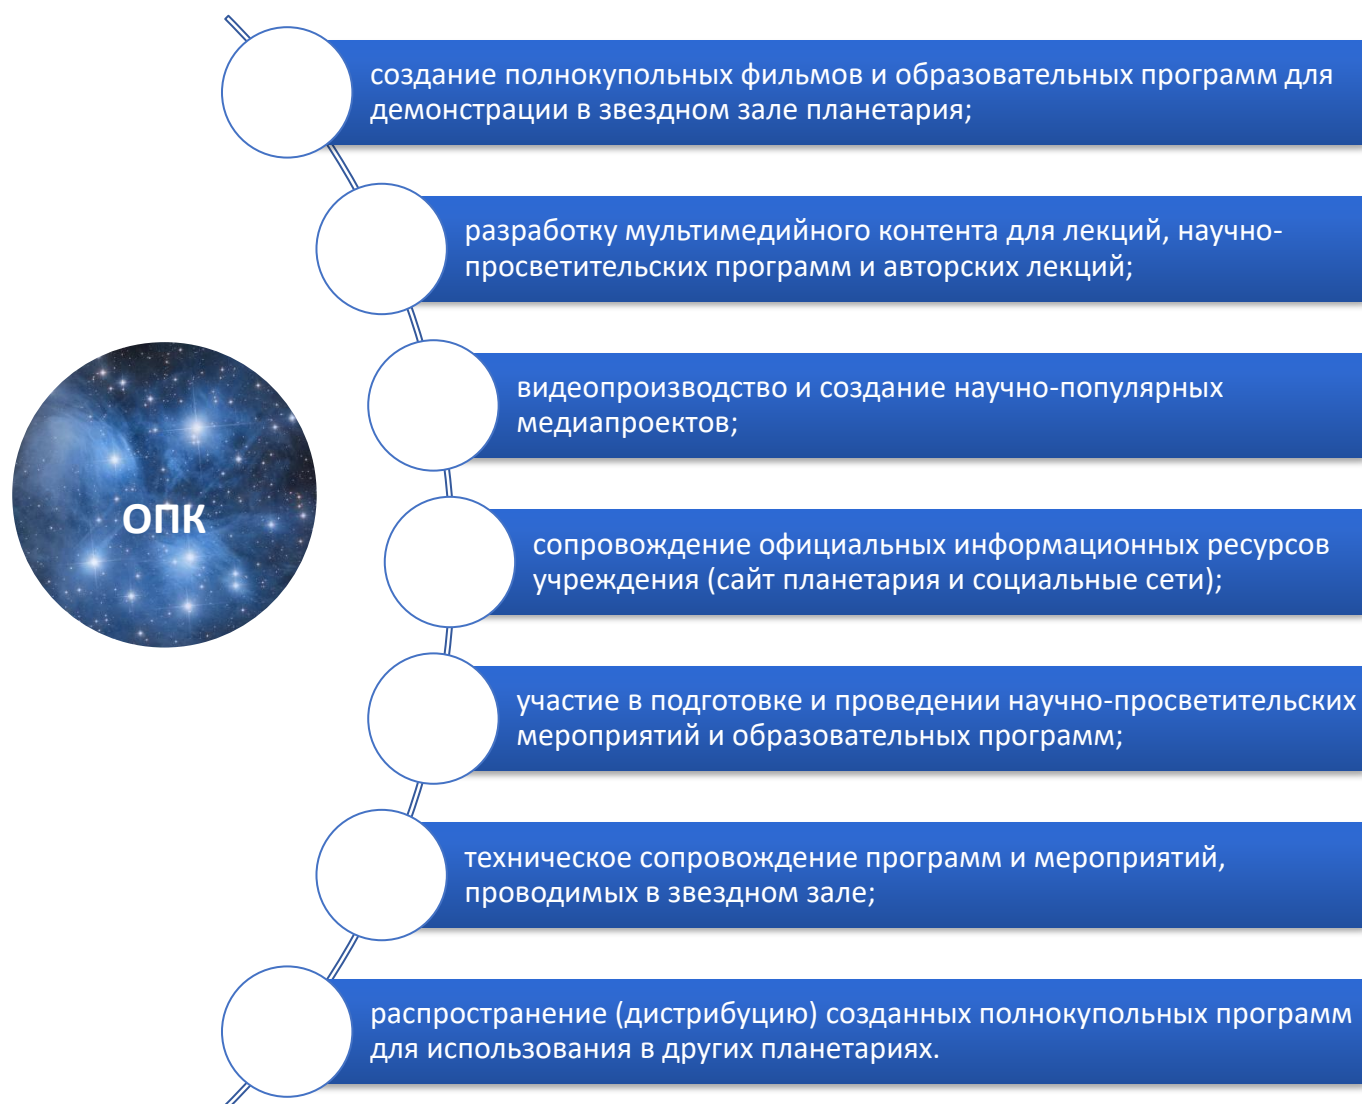 создание полнокупольных фильмов и образовательных программ для
демонстрации в звездном зале планетария;
разработку мультимедийного контента для лекций, научно-
просветительских программ и авторских лекций;
видеопроизводство и создание научно-популярных
медиапроектов;
ОПК
сопровождение официальных информационных ресурсов
учреждения (сайт планетария и социальные сети);
участие в подготовке и проведении научно-просветительских
мероприятий и образовательных программ;
техническое сопровождение программ и мероприятий,
проводимых в звездном зале;
распространение (дистрибуцию) созданных полнокупольных программ
для использования в других планетариях.